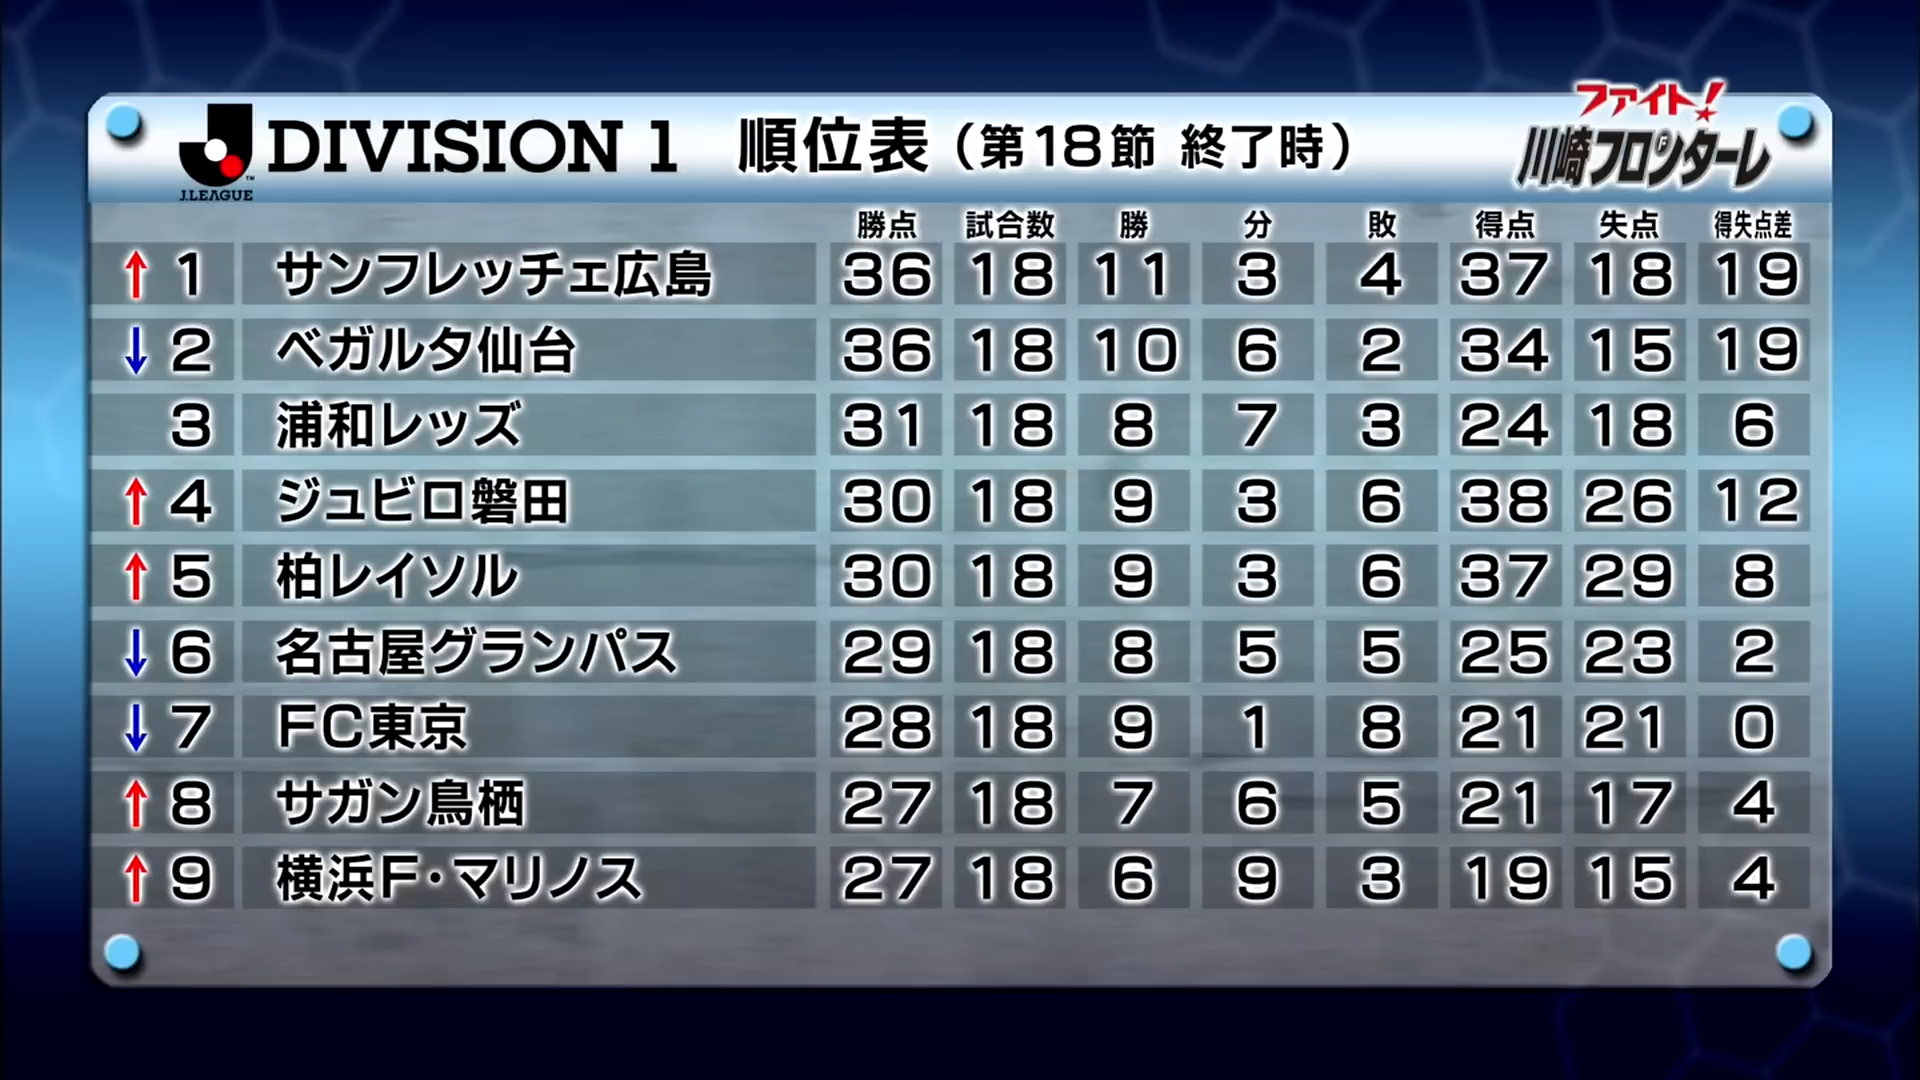 ファイト!
J.LEAGUE DIVISION 1 順位表 (第18節 終了時) 川崎フロンターレ
勝点 試合数 勝 分 敗 得点 失点 得失点差
↑ 1 サンフレッチェ広島 36 18 11 3 4 37 18 19
↓ 2 ベガルタ仙台 36 18 10 6 2 34 15 19
3 浦和レッズ 31 18 8 7 3 24 18 6
↑ 4 ジュビロ磐田 30 18 9 3 6 38 26 12
↑ 5 柏レイソル 30 18 9 3 6 37 29 8
↓ 6 名古屋グランパス 29 18 8 5 5 25 23 2
↓ 7 FC東京 28 18 9 1 8 21 21 0
↑ 8 サガン鳥栖 27 18 7 6 5 21 17 4
↑ 9 横浜F・マリノス 27 18 6 9 3 19 15 4